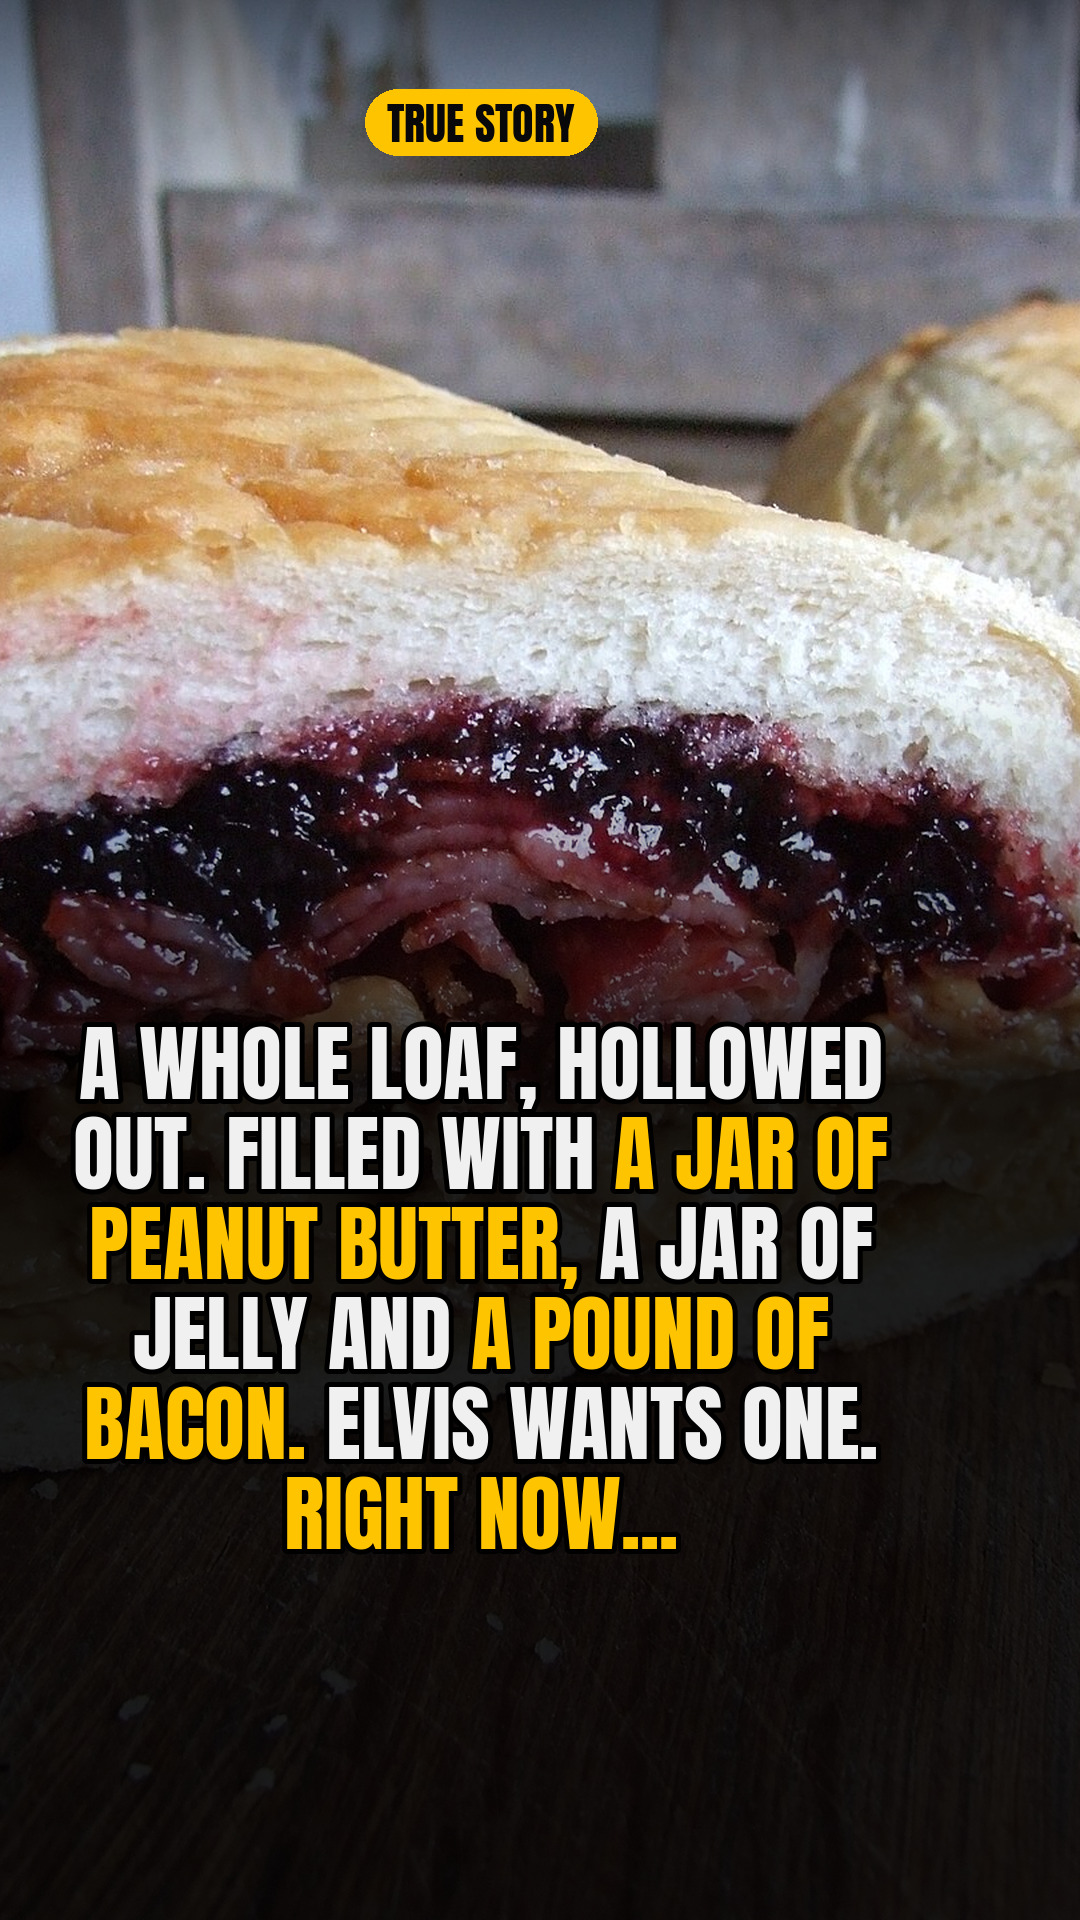 TRUE STORY
A WHOLE LOAF, HOLLOWED
OUT. FILLED WITH A JAR OF
PEANUT BUTTER, A JAR OF
JELLY AND A POUND OF
BACON. ELVIS WANTS ONE.
RIGHT NOW...